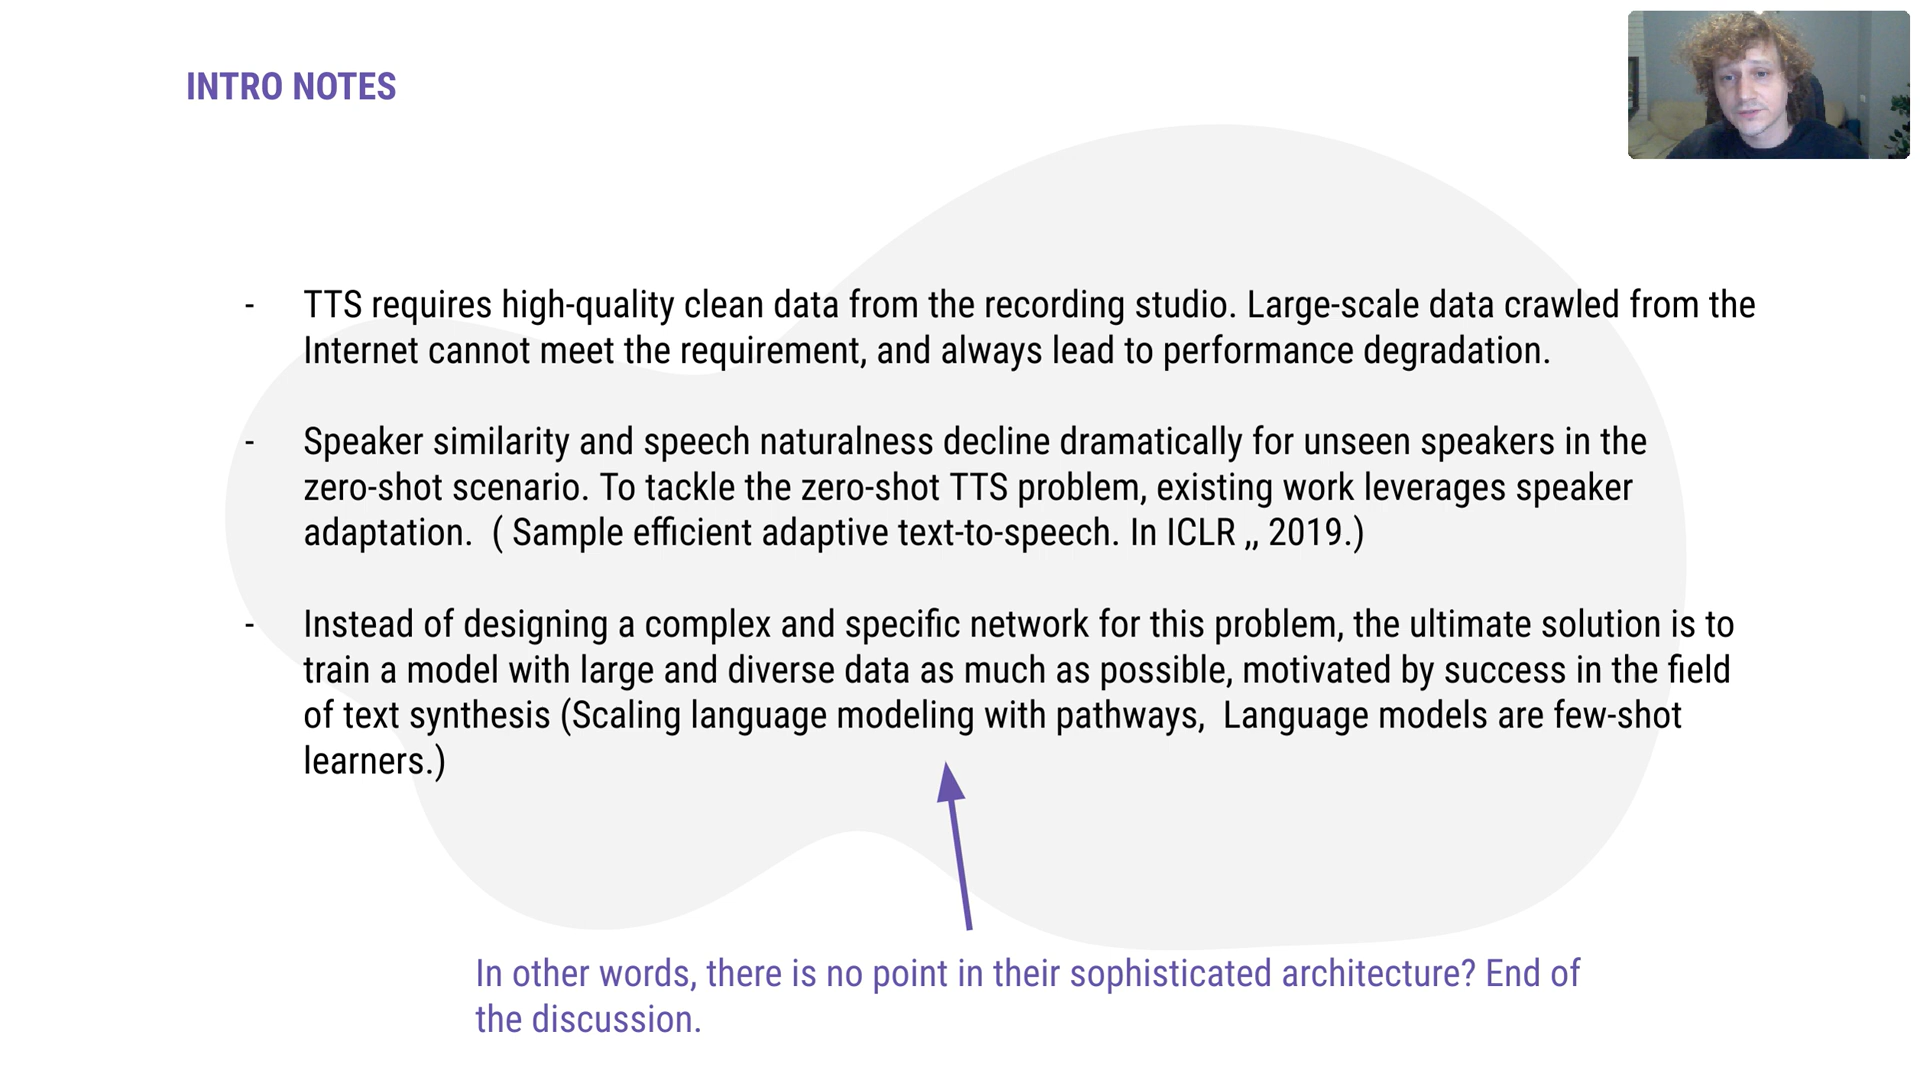 INTRO NOTES
- TTS requires high-quality clean data from the recording studio. Large-scale data crawled from the
Internet cannot meet the requirement, and always lead to performance degradation.
- Speaker similarity and speech naturalness decline dramatically for unseen speakers in the
zero-shot scenario. To tackle the zero-shot TTS problem, existing work leverages speaker
adaptation.  ( Sample efficient adaptive text-to-speech. In ICLR ,, 2019.)
- Instead of designing a complex and specific network for this problem, the ultimate solution is to
train a model with large and diverse data as much as possible, motivated by success in the field
of text synthesis (Scaling language modeling with pathways,  Language models are few-shot
learners.)
In other words, there is no point in their sophisticated architecture? End of
the discussion.